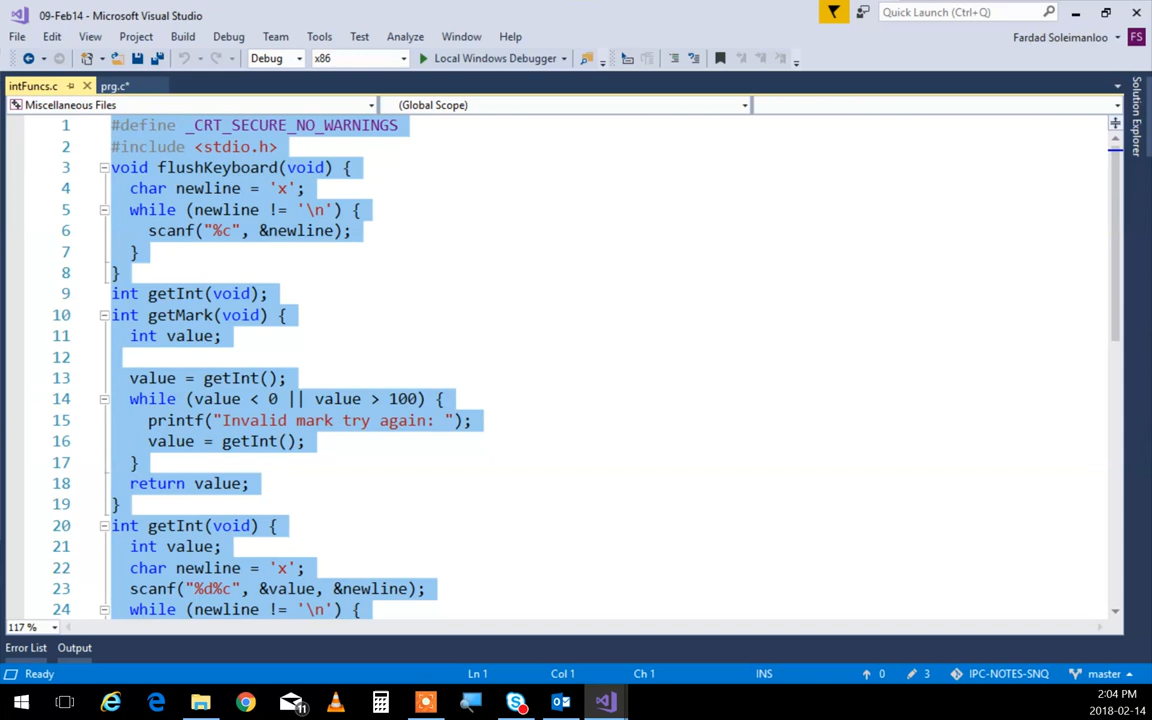 09-Feb14 - Microsoft Visual Studio
Quick Launch (Ctrl+Q)
File Edit View Project Build Debug Team Tools Test Analyze Window Help
Fardad Soleimanloo FS
Debug x86 Local Windows Debugger
intFuncs.c prg.c*
Miscellaneous Files (Global Scope)
Solution Explorer
1 #define _CRT_SECURE_NO_WARNINGS
2 #include <stdio.h>
3 void flushKeyboard(void) {
4 char newline = 'x';
5 while (newline != '\n') {
6 scanf("%c", &newline);
7 }
8 }
9 int getInt(void);
10 int getMark(void) {
11 int value;
12
13 value = getInt();
14 while (value < 0 || value > 100) {
15 printf("Invalid mark try again: ");
16 value = getInt();
17 }
18 return value;
19 }
20 int getInt(void) {
21 int value;
22 char newline = 'x';
23 scanf("%d%c", &value, &newline);
24 while (newline != '\n') {
117 %
Error List Output
Ready Ln 1 Col 1 Ch 1 INS 0 3 IPC-NOTES-SNQ master
11
2:04 PM
2018-02-14